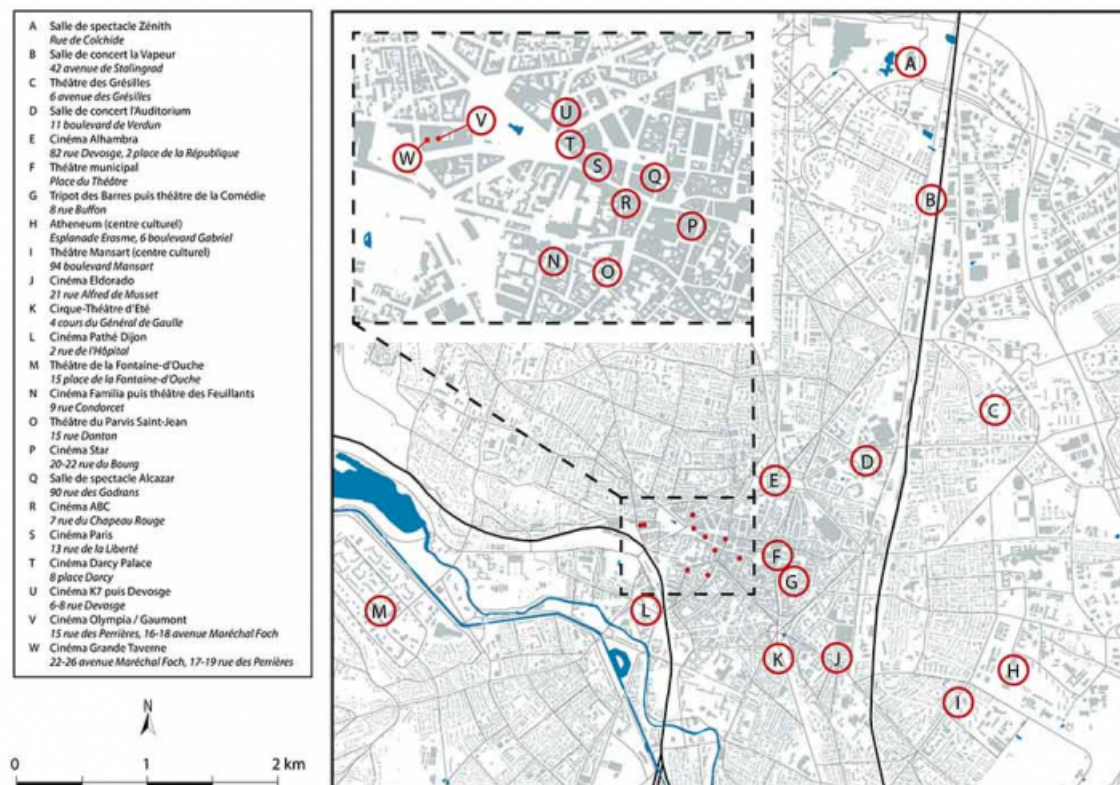 A Salle de spectacle Zénith
Rue de Colchide
B Salle de concert la Vapeur
42 avenue de Stalingrad
C Théâtre des Grésilles
6 avenue des Grésilles
D Salle de concert l'Auditorium
11 boulevard de Verdun
E Cinéma Alhambra
82 rue Devosge, 2 place de la République
F Théâtre municipal
Place du Théâtre
G Tripot des Barres puis théâtre de la Comédie
8 rue Buffon
H Atheneum (centre culturel)
Esplanade Erasme, 6 boulevard Gabriel
I Théâtre Mansart (centre culturel)
94 boulevard Mansart
J Cinéma Eldorado
21 rue Alfred de Musset
K Cirque-Théâtre d'Eté
4 cours du Général de Gaulle
L Cinéma Pathé Dijon
2 rue de l'Hôpital
M Théâtre de la Fontaine-d'Ouche
15 place de la Fontaine-d'Ouche
N Cinéma Familia puis théâtre des Feuillants
9 rue Condorcet
O Théâtre du Parvis Saint-Jean
15 rue Danton
P Cinéma Star
20-22 rue du Bourg
Q Salle de spectacle Alcazar
90 rue des Godrans
R Cinéma ABC
7 rue du Chapeau Rouge
S Cinéma Paris
13 rue de la Liberté
T Cinéma Darcy Palace
8 place Darcy
U Cinéma K7 puis Devosge
6-8 rue Devosge
V Cinéma Olympia / Gaumont
15 rue des Perrières, 16-18 avenue Maréchal Foch
W Cinéma Grande Taverne
22-26 avenue Maréchal Foch, 17-19 rue des Perrières
N
0 1 2 km
A
U
V
T
W
S
Q
B
R
P
N
O
C
D
E
F
G
L
M
K
J
H
I